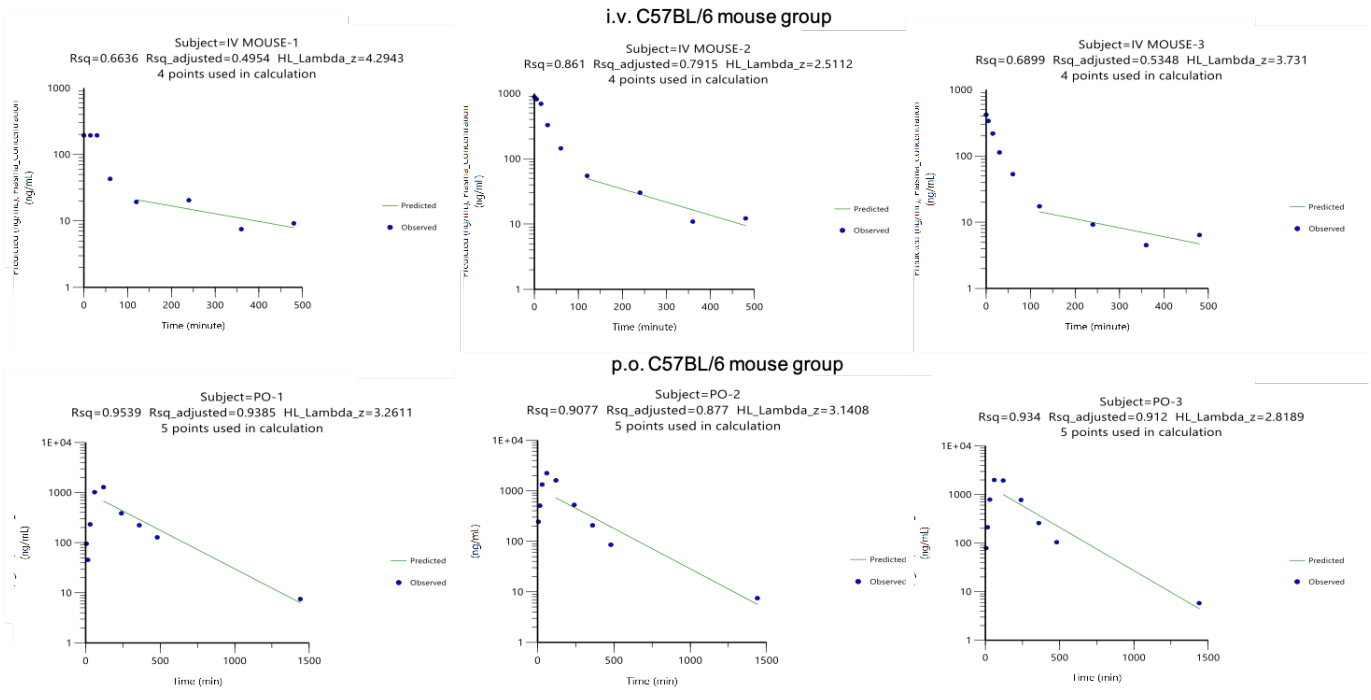 i.v. C57BL/6 mouse group
Subject=IV MOUSE-1
Rsq=0.6636 Rsq_adjusted=0.4954 HL_Lambda_z=4.2943
4 points used in calculation
1000
100
10
1
(ng/mL)
0 100 200 300 400 500
Time (minute)
Predicted
Observed
Subject=IV MOUSE-2
Rsq=0.861 Rsq_adjusted=0.7915 HL_Lambda_z=2.5112
4 points used in calculation
1000
100
10
1
(ng/mL)
0 100 200 300 400 500
Time (minute)
Predicted
Observed
Subject=IV MOUSE-3
Rsq=0.6899 Rsq_adjusted=0.5348 HL_Lambda_z=3.731
4 points used in calculation
1000
100
10
1
(ng/mL)
0 100 200 300 400 500
Time (minute)
Predicted
Observed
p.o. C57BL/6 mouse group
Subject=PO-1
Rsq=0.9539 Rsq_adjusted=0.9385 HL_Lambda_z=3.2611
5 points used in calculation
1E+04
1000
100
10
1
(ng/mL)
0 500 1000 1500
Time (min)
Predicted
Observed
Subject=PO-2
Rsq=0.9077 Rsq_adjusted=0.877 HL_Lambda_z=3.1408
5 points used in calculation
1E+04
1000
100
10
1
(ng/mL)
0 500 1000 1500
Time (min)
Predicted
Observed
Subject=PO-3
Rsq=0.934 Rsq_adjusted=0.912 HL_Lambda_z=2.8189
5 points used in calculation
1E+04
1000
100
10
1
(ng/mL)
0 500 1000 1500
Time (min)
Predicted
Observed